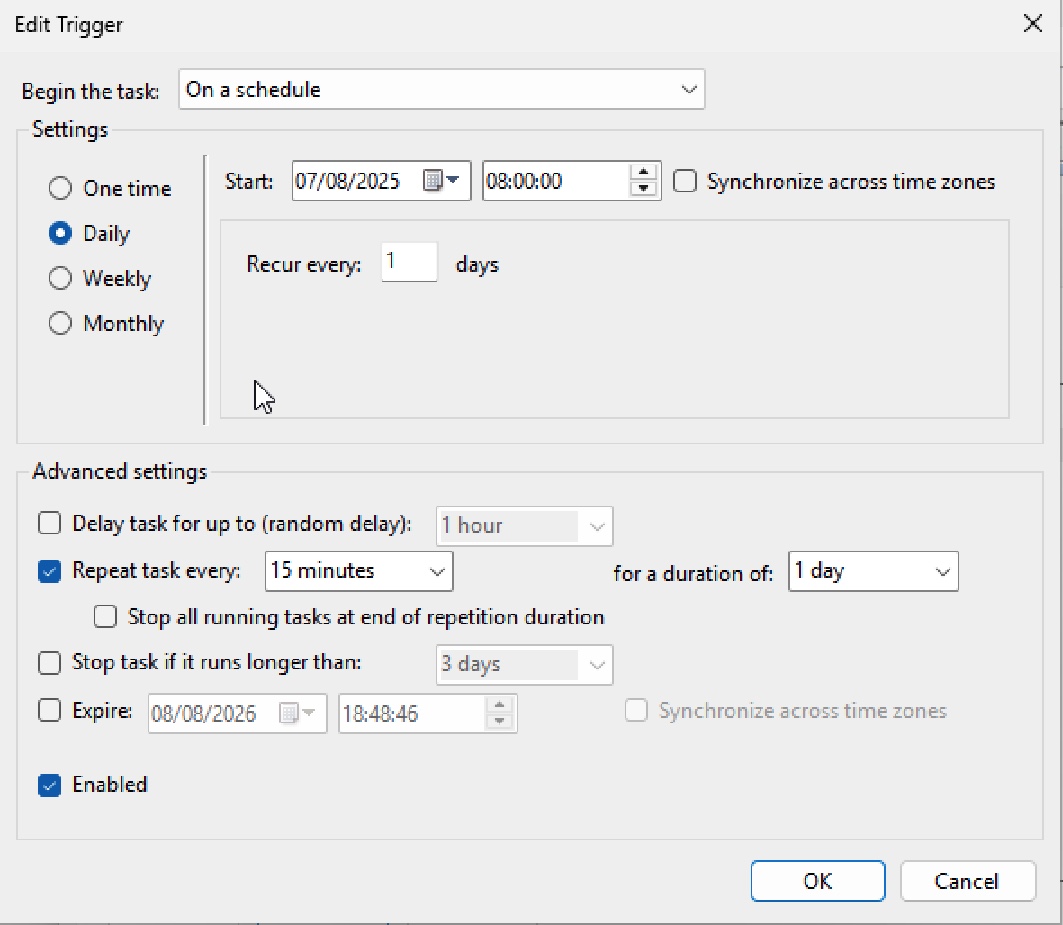 Edit Trigger
Begin the task: On a schedule
Settings
One time
Daily
Weekly
Monthly
Start: 07/08/2025 08:00:00 Synchronize across time zones
Recur every: 1 days
Advanced settings
Delay task for up to (random delay): 1 hour
Repeat task every: 15 minutes for a duration of: 1 day
Stop all running tasks at end of repetition duration
Stop task if it runs longer than: 3 days
Expire: 08/08/2026 18:48:46 Synchronize across time zones
Enabled
OK Cancel